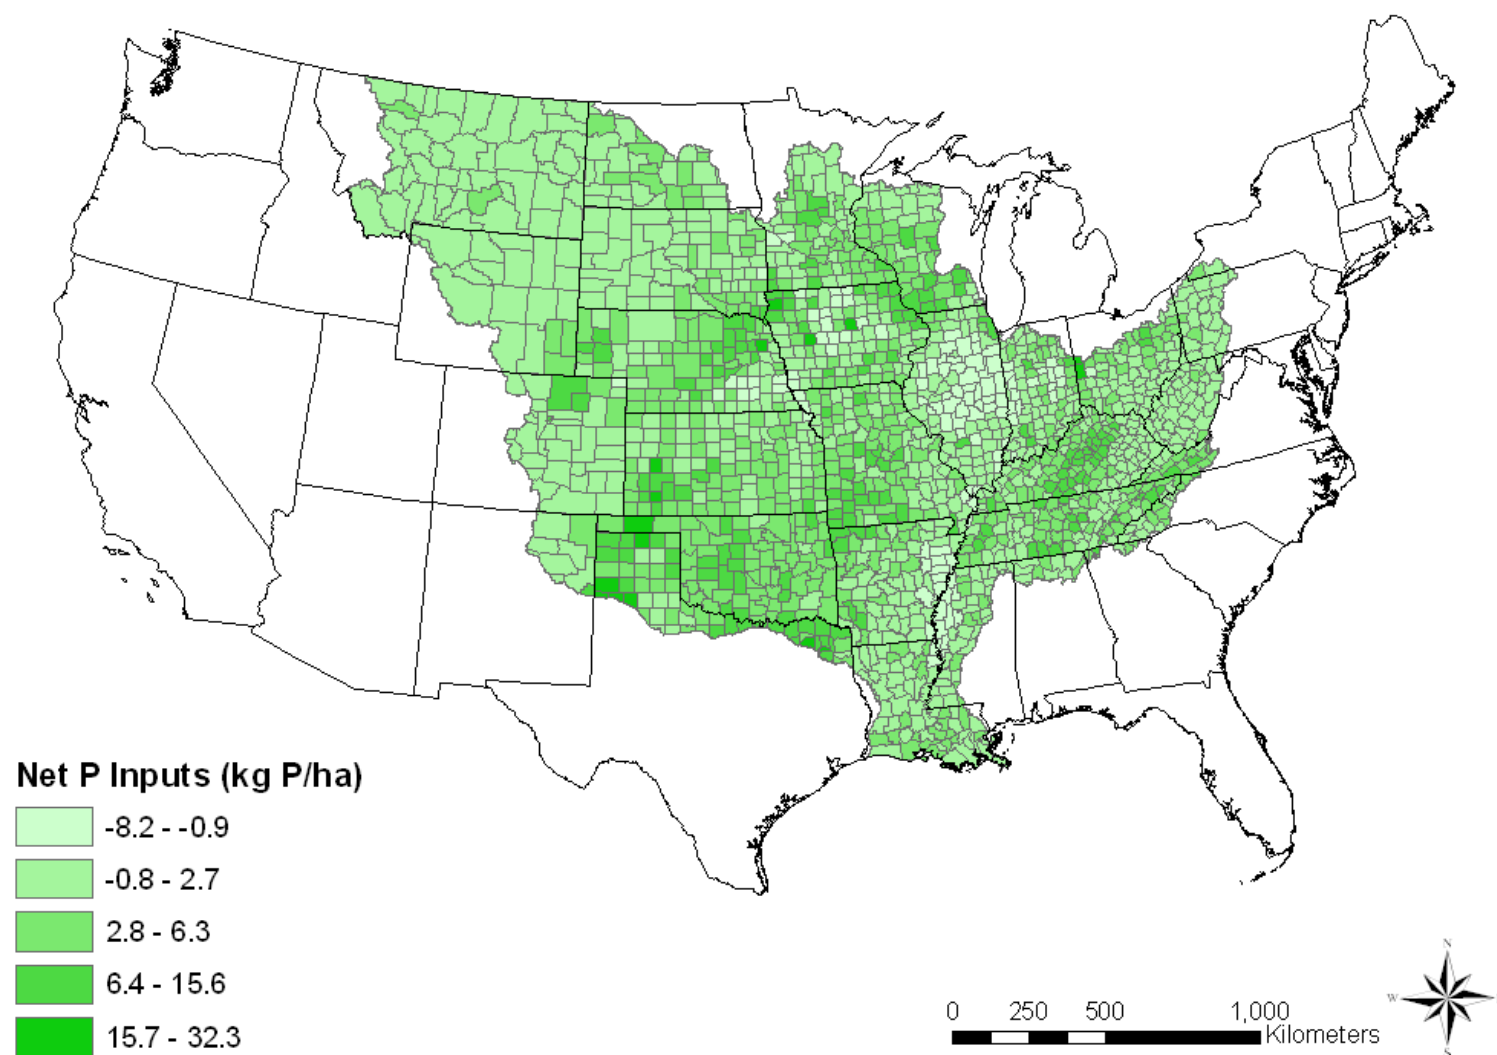 Net P Inputs (kg P/ha)
-8.2 - -0.9
-0.8 - 2.7
2.8 - 6.3
6.4 - 15.6
15.7 - 32.3
0 250 500 1,000
Kilometers
N
W
S